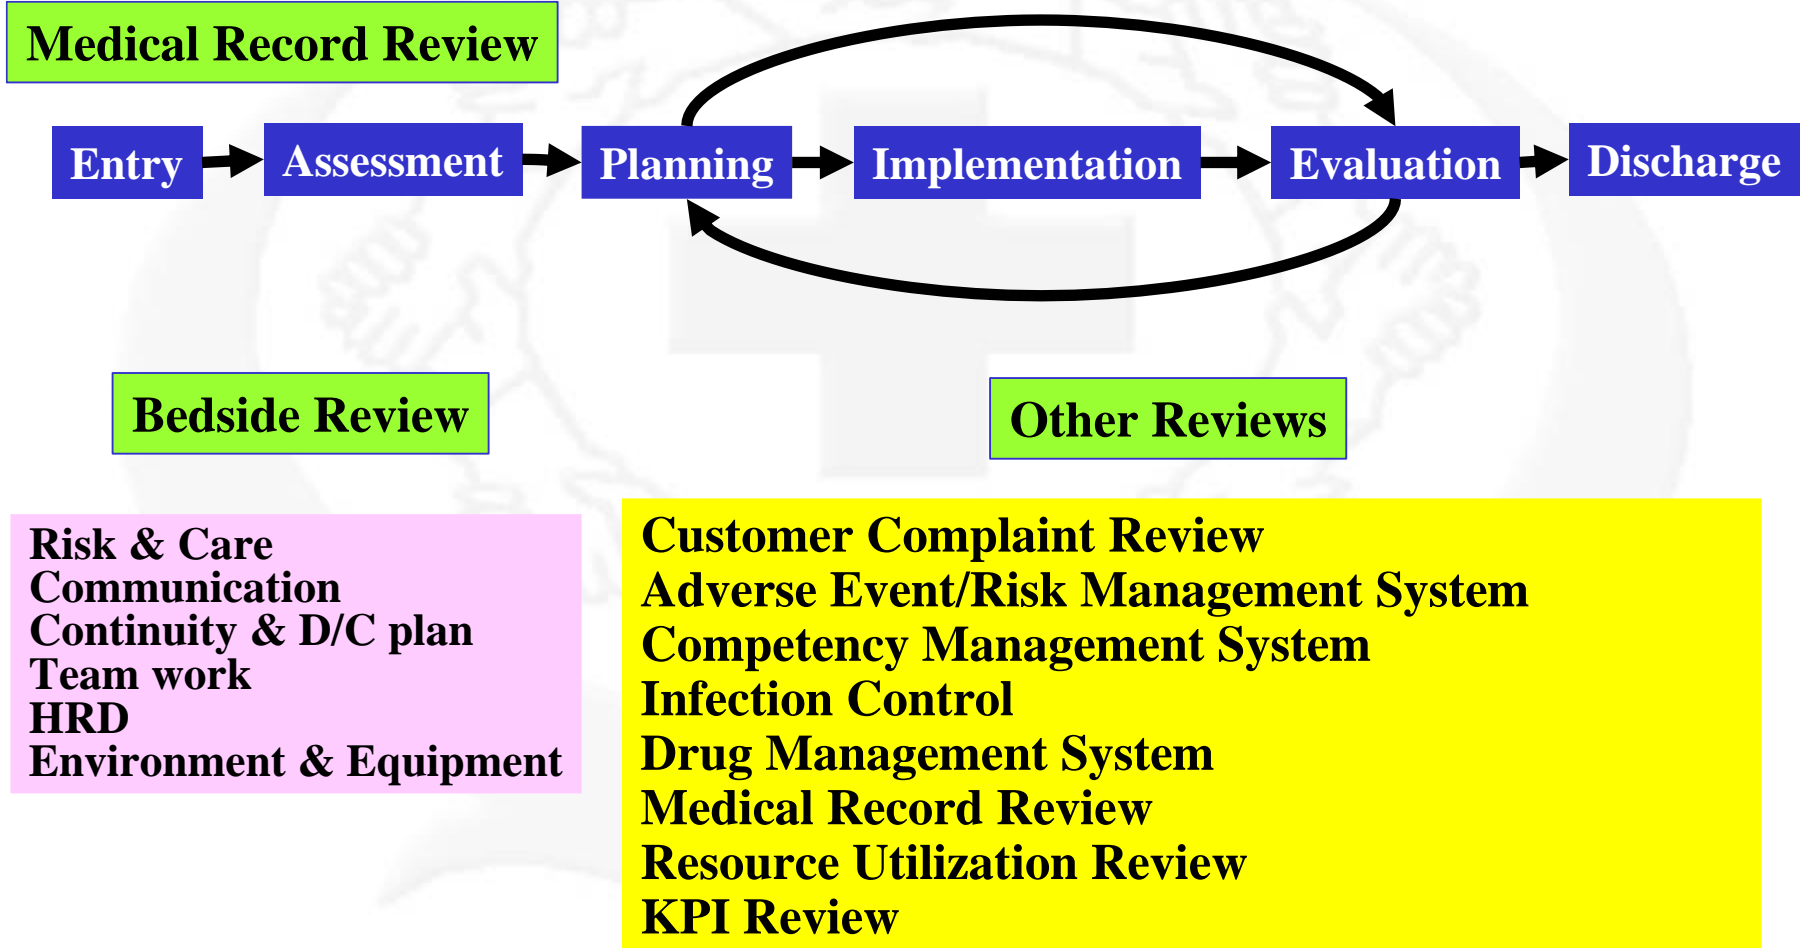 Medical Record Review
Entry
Assessment
Planning
Implementation
Evaluation
Discharge
Bedside Review
Risk & Care
Communication
Continuity & D/C plan
Team work
HRD
Environment & Equipment
Other Reviews
Customer Complaint Review
Adverse Event/Risk Management System
Competency Management System
Infection Control
Drug Management System
Medical Record Review
Resource Utilization Review
KPI Review